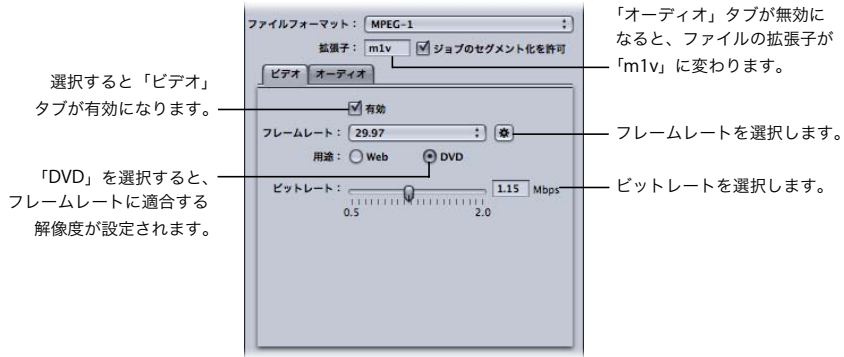 ファイルフォーマット： MPEG-1
拡張子： m1v ジョブのセグメント化を許可
ビデオ オーディオ
有効
フレームレート： 29.97
用途： Web DVD
ビットレート： 1.15 Mbps
0.5 2.0
選択すると「ビデオ」
タブが有効になります。
「DVD」を選択すると、
フレームレートに適合する
解像度が設定されます。
「オーディオ」タブが無効に
なると、ファイルの拡張子が
「m1v」に変わります。
フレームレートを選択します。
ビットレートを選択します。